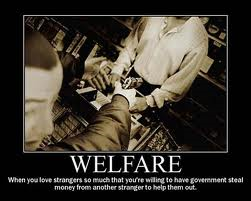 WELFARE
When you love strangers so much that you're willing to have government steal
money from another stranger to help them out.